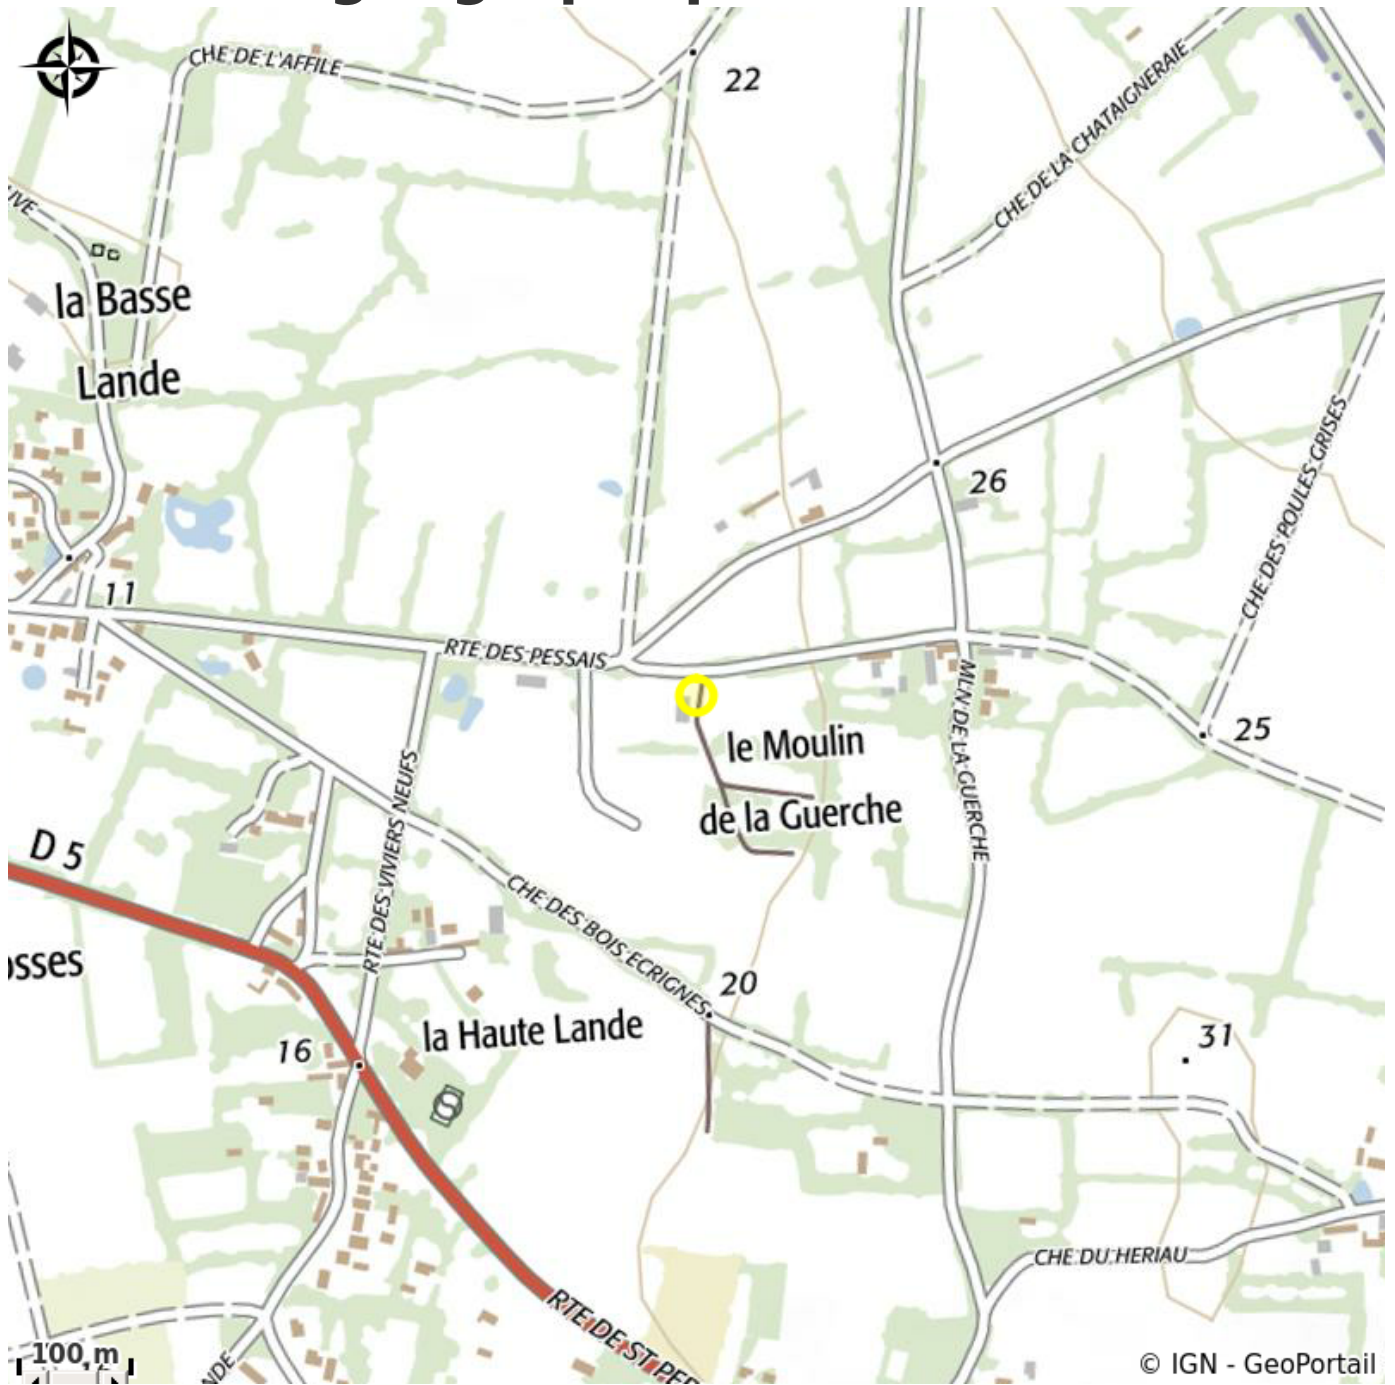 CHE DE L'AFFILE
22
CHE DE LA CHATAIGNERAIE
la Basse
Lande
26
CHE DES POULES GRISES
11
RTE DES PESSAIS
MLN DE LA GUERCHE
25
le Moulin
de la Guerche
RTE DES VIVIERS NEUFS
D 5
CHE DES BOIS ECRIGNES
20
la Haute Lande
16
31
CHE DU HERIAU
RTE DE ST PER
100 m
© IGN - GeoPortail